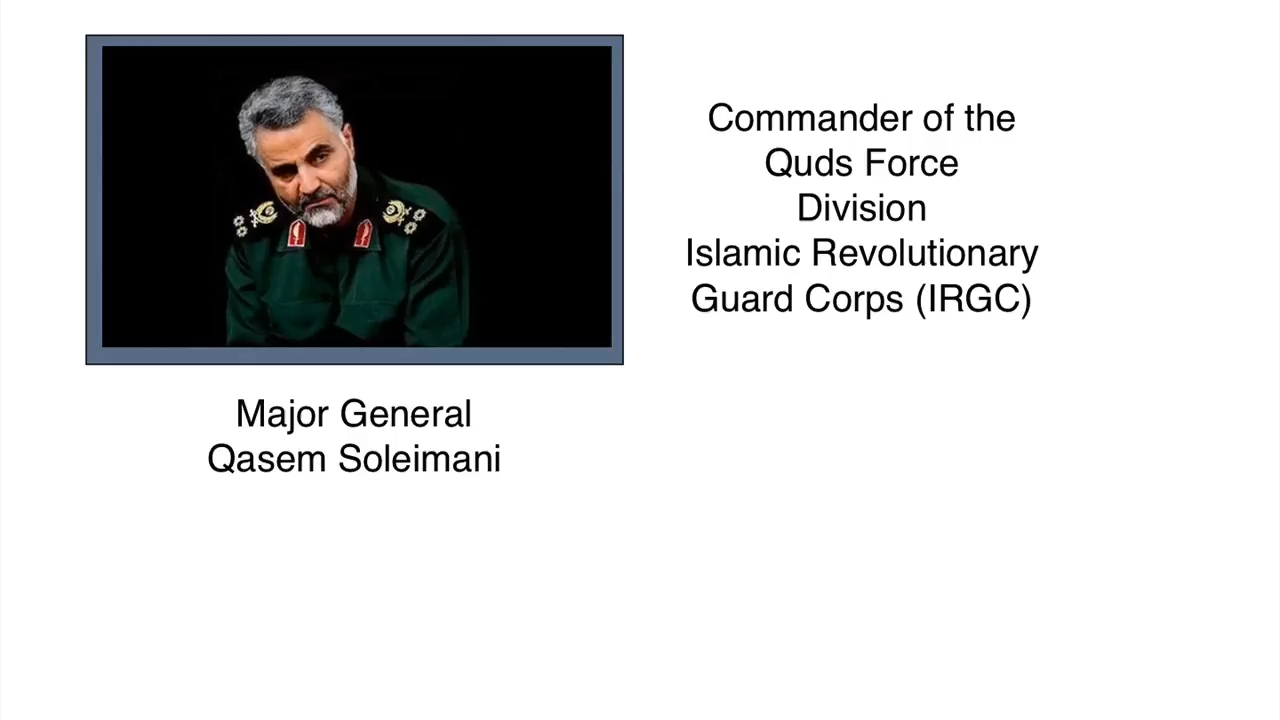 Commander of the
Quds Force
Division
Islamic Revolutionary
Guard Corps (IRGC)
Major General
Qasem Soleimani